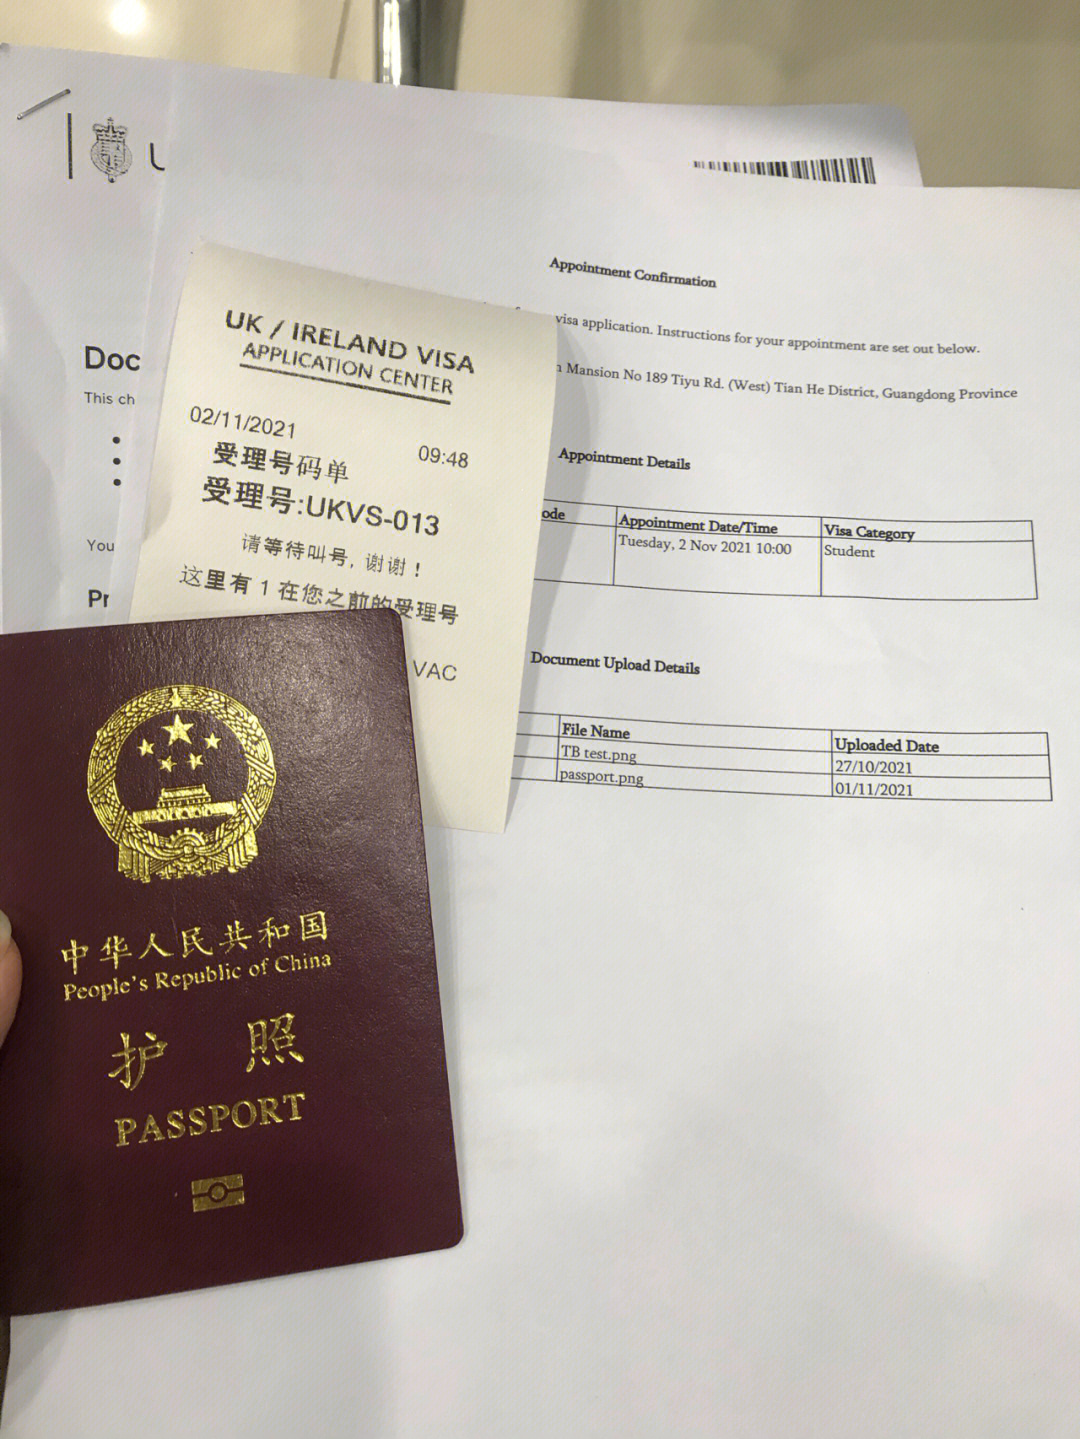 Appointment Confirmation
visa application. Instructions for your appointment are set out below.
Mansion No 189 Tiyu Rd. (West) Tian He District, Guangdong Province
Appointment Details
Appointment Date/Time
Visa Category
Tuesday, 2 Nov 2021 10:00
Student
Document Upload Details
File Name
Uploaded Date
TB test.png
27/10/2021
passport.png
01/11/2021
Doc
This ch
You
UK / IRELAND VISA
APPLICATION CENTER
02/11/2021
09:48
受理号码单
受理号:UKVS-013
请等待叫号, 谢谢!
这里有 1 在您之前的受理号
VAC
中华人民共和国
People's Republic of China
护 照
PASSPORT